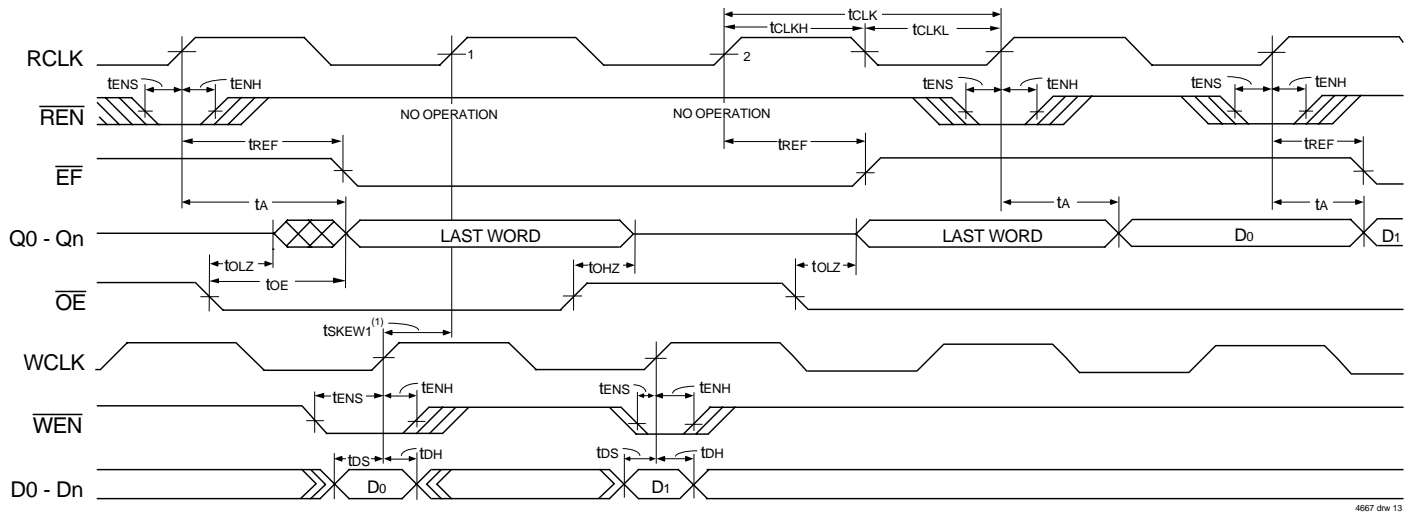 tCLK
tCLKH tCLKL
RCLK 1 2
tENS tENH tENS tENH tENS tENH
REN NO OPERATION NO OPERATION
tREF tREF tREF
EF
tA tA tA
Q0 - Qn LAST WORD LAST WORD D0 D1
tOLZ tOHZ tOLZ
tOE
OE
tSKEW1(1)
WCLK
tENS tENH tENS tENH
WEN
tDS tDH tDS tDH
D0 - Dn D0 D1
4667 drw 13